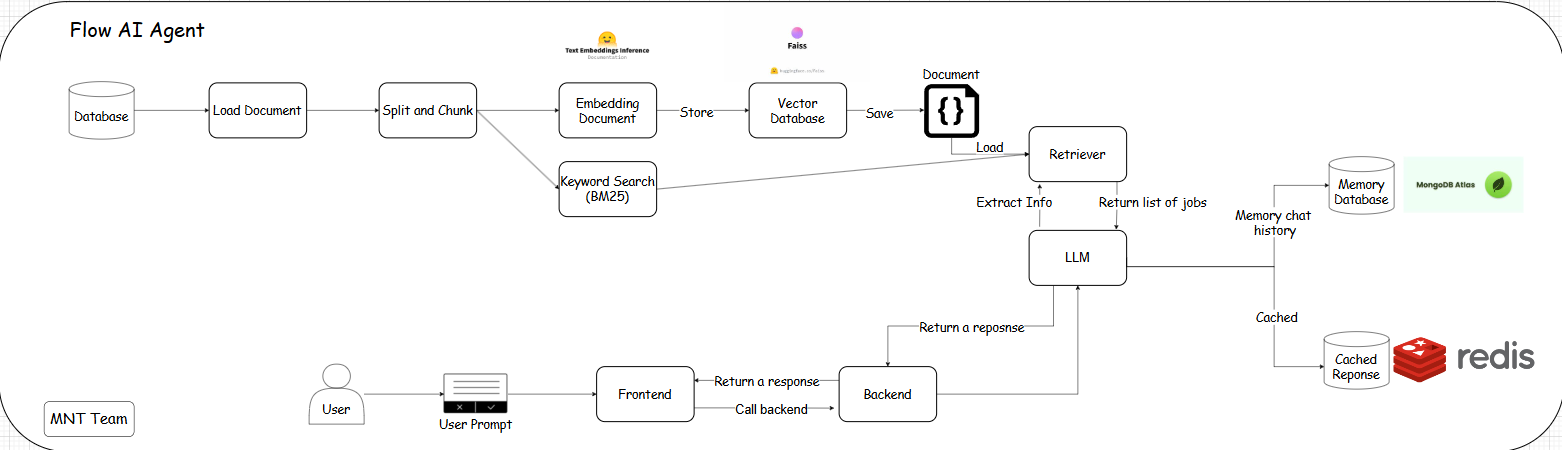 Flow AI Agent
Text Embeddings Inference
Documentation
Faiss
Database
Load Document
Split and Chunk
Embedding
Document
Store
Vector
Database
Save
Document
{}
Load
Retriever
Keyword Search
(BM25)
Extract Info
Return list of jobs
LLM
Memory chat
history
Memory
Database
MongoDB Atlas
Cached
Cached
Reponse
redis
Return a reposnse
User
User Prompt
Frontend
Return a response
Call backend
Backend
MNT Team